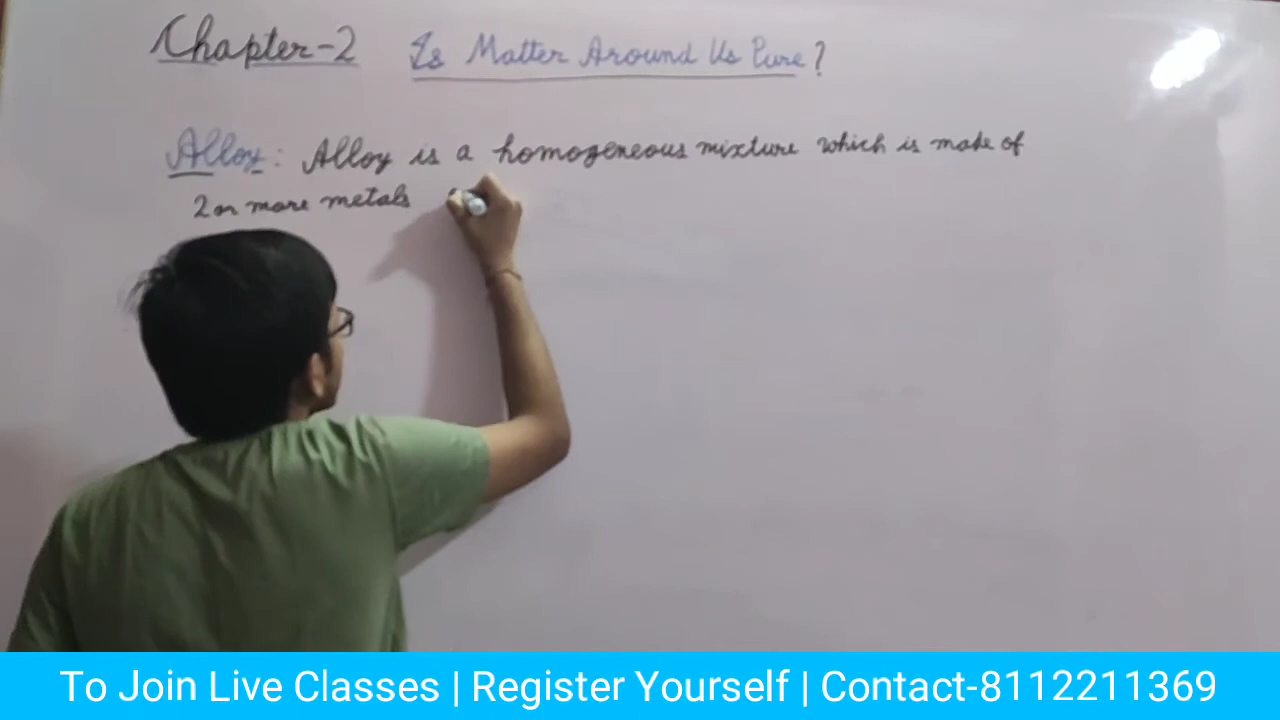 Chapter-2 Is Matter Around Us Pure?
Alloy: Alloy is a homogeneous mixture which is made of
2 or more metals
To Join Live Classes | Register Yourself | Contact-8112211369